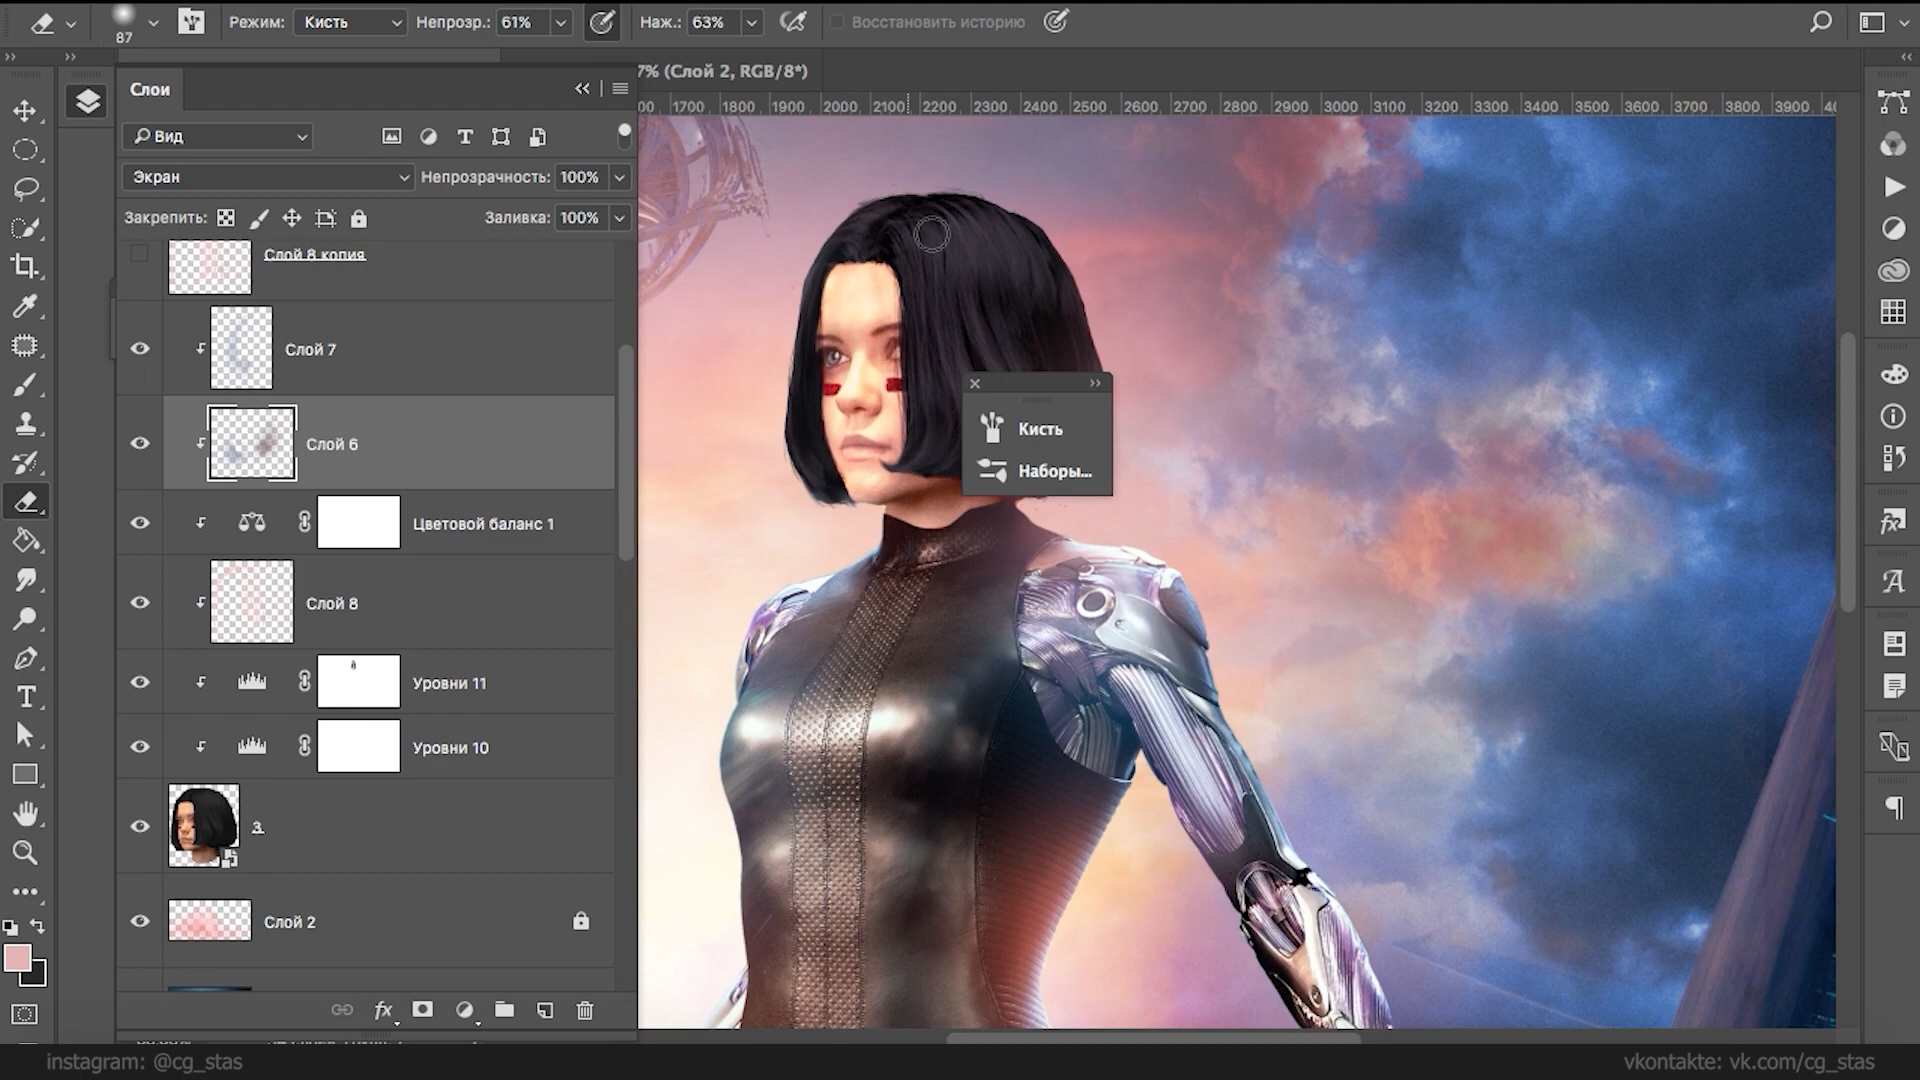 87
Режим: Кисть Непрозр.: 61% Наж.: 63% Восстановить историю
Слои
7% (Слой 2, RGB/8*)
00 1700 1800 1900 2000 2100 2200 2300 2400 2500 2600 2700 2800 2900 3000 3100 3200 3300 3400 3500 3600 3700 3800 3900 40
Вид
Экран Непрозрачность: 100%
Закрепить: Заливка: 100%
Слой 8 копия
Слой 7
Слой 6
Цветовой баланс 1
Слой 8
Уровни 11
Уровни 10
3
Слой 2
Кисть
Наборы...
instagram: @cg_stas
vkontakte: vk.com/cg_stas